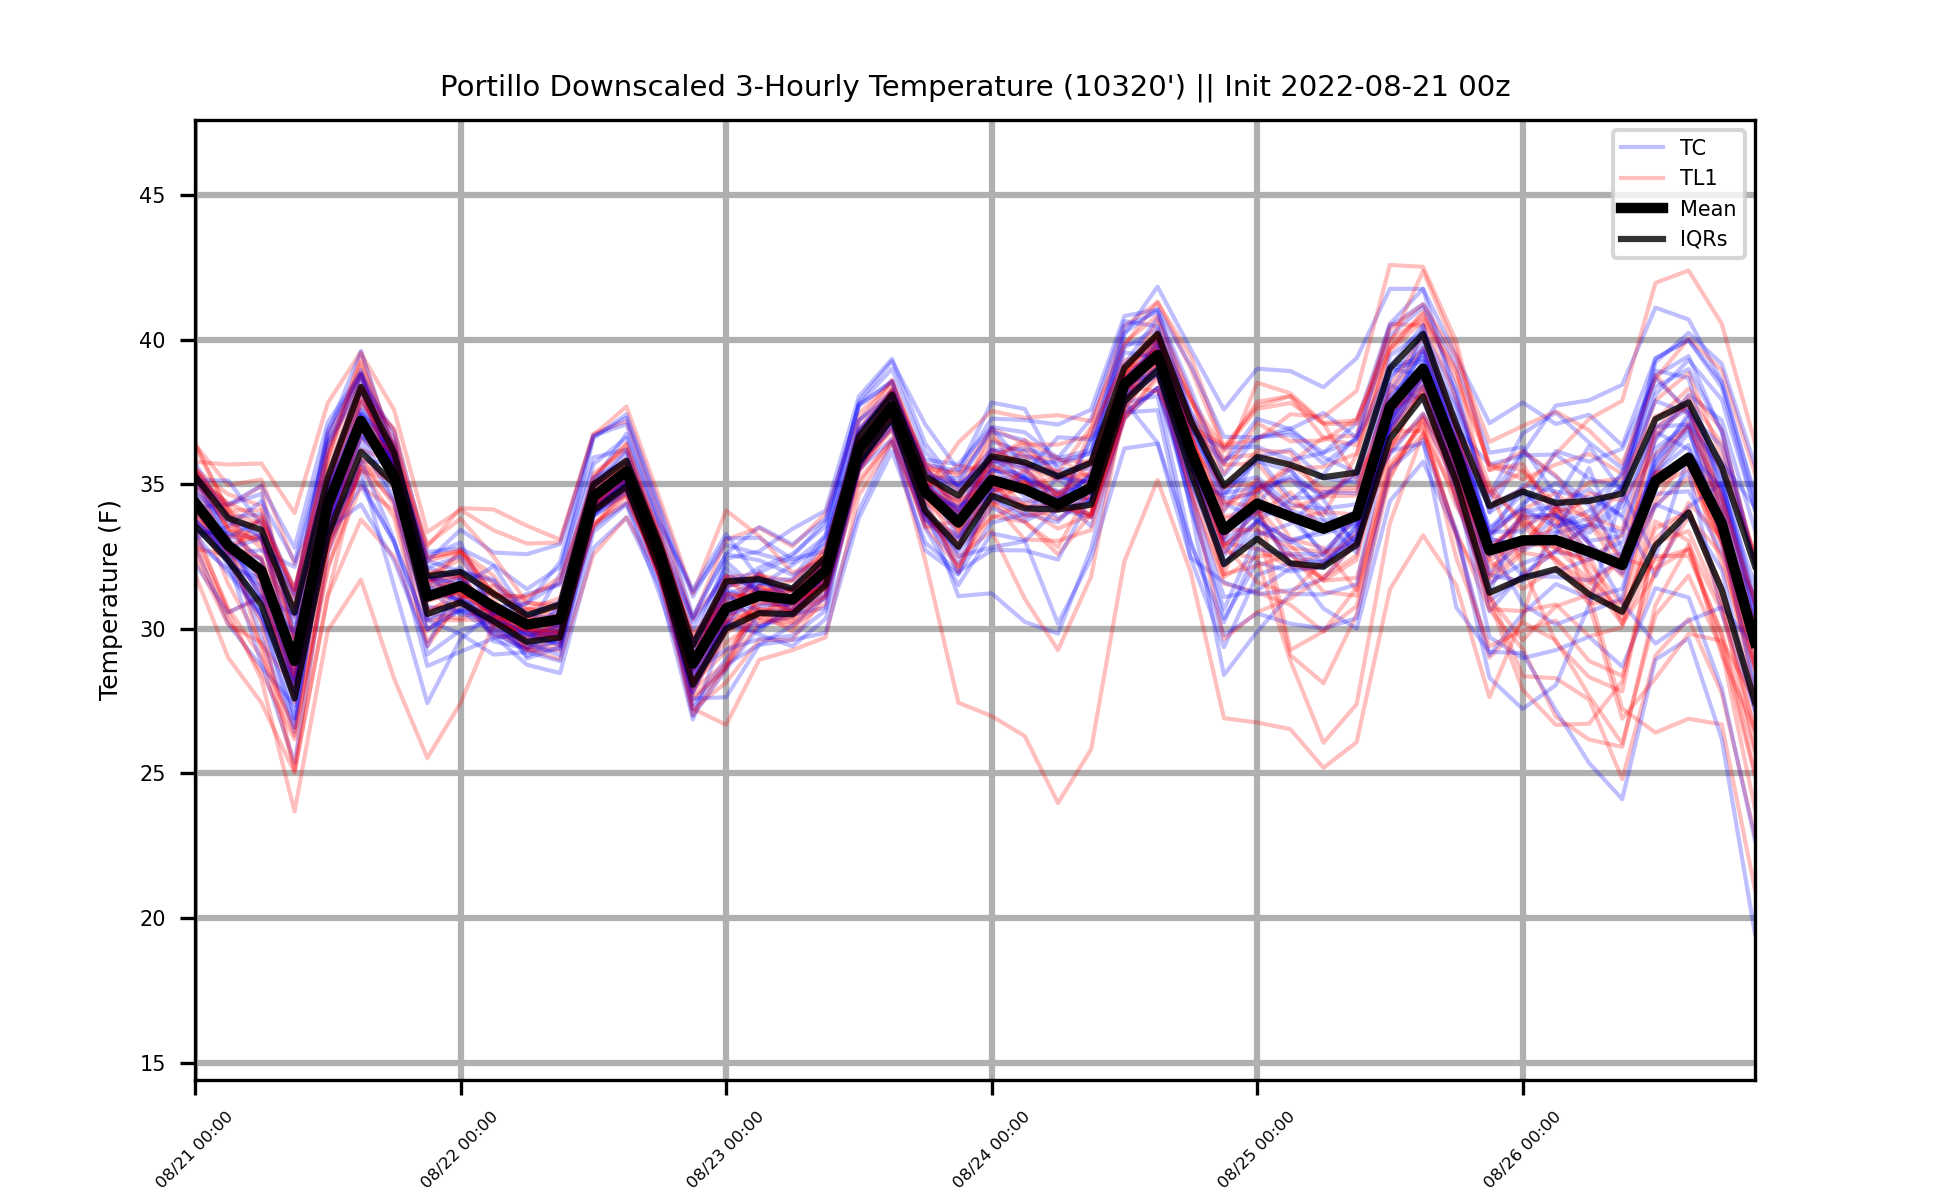 Portillo Downscaled 3-Hourly Temperature (10320') || Init 2022-08-21 00z
TC
TL1
Mean
IQRs
Temperature (F)
45
40
35
30
25
20
15
08/21 00:00
08/22 00:00
08/23 00:00
08/24 00:00
08/25 00:00
08/26 00:00